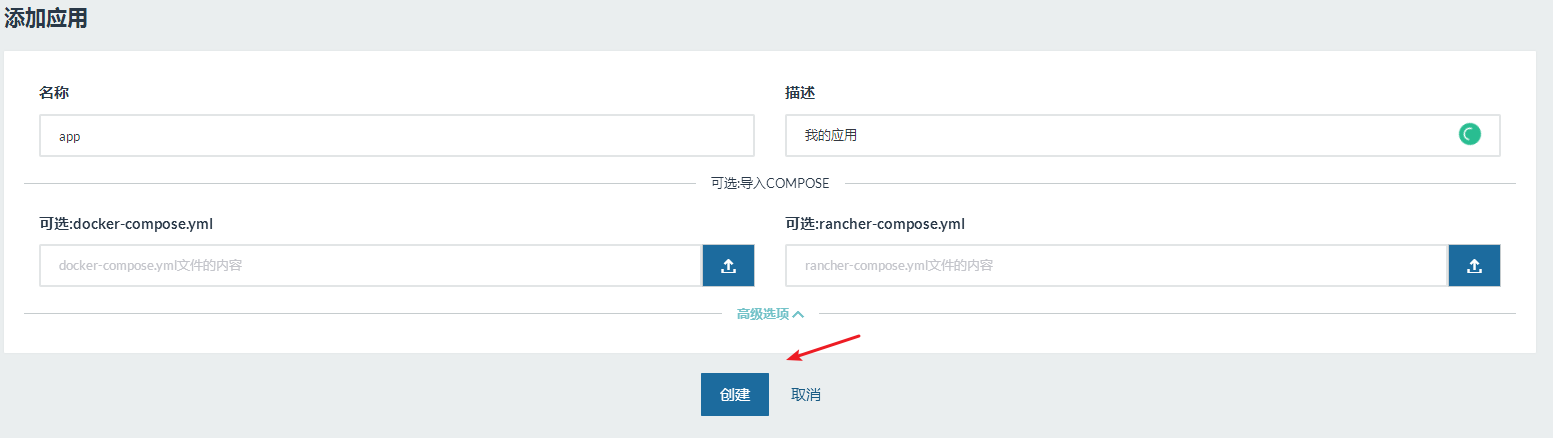 添加应用
名称
描述
app
我的应用
可选:导入COMPOSE
可选:docker-compose.yml
可选:rancher-compose.yml
docker-compose.yml文件的内容
rancher-compose.yml文件的内容
高级选项
创建
取消